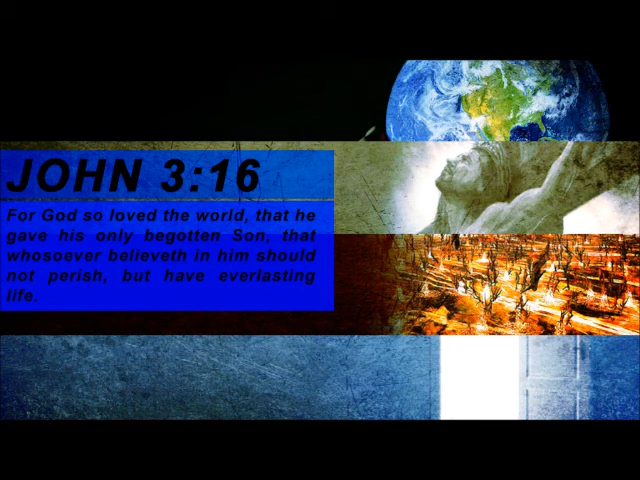 JOHN 3:16
For God so loved the world, that he
gave his only begotten Son, that
whosoever believeth in him should
not perish, but have everlasting
life.